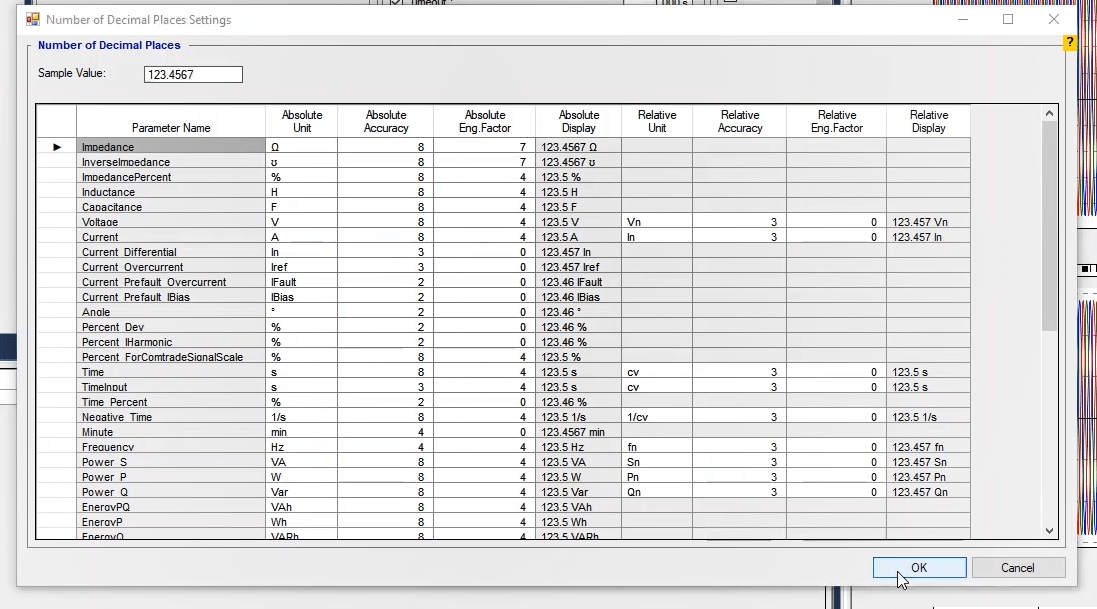 Timeout :
Number of Decimal Places Settings
Number of Decimal Places
?
Sample Value: 123.4567
Parameter Name Absolute Unit Absolute Accuracy Absolute Eng.Factor Absolute Display Relative Unit Relative Accuracy Relative Eng.Factor Relative Display
Impedance Ω 8 7 123.4567 Ω
InverseImpedance ʊ 8 7 123.4567 ʊ
ImpedancePercent % 8 4 123.5 %
Inductance H 8 4 123.5 H
Capacitance F 8 4 123.5 F
Voltage V 8 4 123.5 V Vn 3 0 123.457 Vn
Current A 8 4 123.5 A In 3 0 123.457 In
Current_Differential In 3 0 123.457 In
Current_Overcurrent Iref 3 0 123.457 Iref
Current_Prefault_Overcurrent IFault 2 0 123.46 IFault
Current_Prefault_IBias IBias 2 0 123.46 IBias
Angle ° 2 0 123.46 °
Percent_Dev % 2 0 123.46 %
Percent_IHarmonic % 2 0 123.46 %
Percent_ForComtradeSignalScale % 8 4 123.5 %
Time s 8 4 123.5 s cv 3 0 123.5 s
TimeInput s 3 4 123.5 s cv 3 0 123.5 s
Time_Percent % 2 0 123.46 %
Negative_Time 1/s 8 4 123.5 1/s 1/cv 3 0 123.5 1/s
Minute min 4 0 123.4567 min
Frequency Hz 4 4 123.5 Hz fn 3 0 123.457 fn
Power_S VA 8 4 123.5 VA Sn 3 0 123.457 Sn
Power_P W 8 4 123.5 W Pn 3 0 123.457 Pn
Power_Q Var 8 4 123.5 Var Qn 3 0 123.457 Qn
EnergyPQ VAh 8 4 123.5 VAh
EnergyP Wh 8 4 123.5 Wh
EnergyQ VARh 8 4 123.5 VARh
OK Cancel